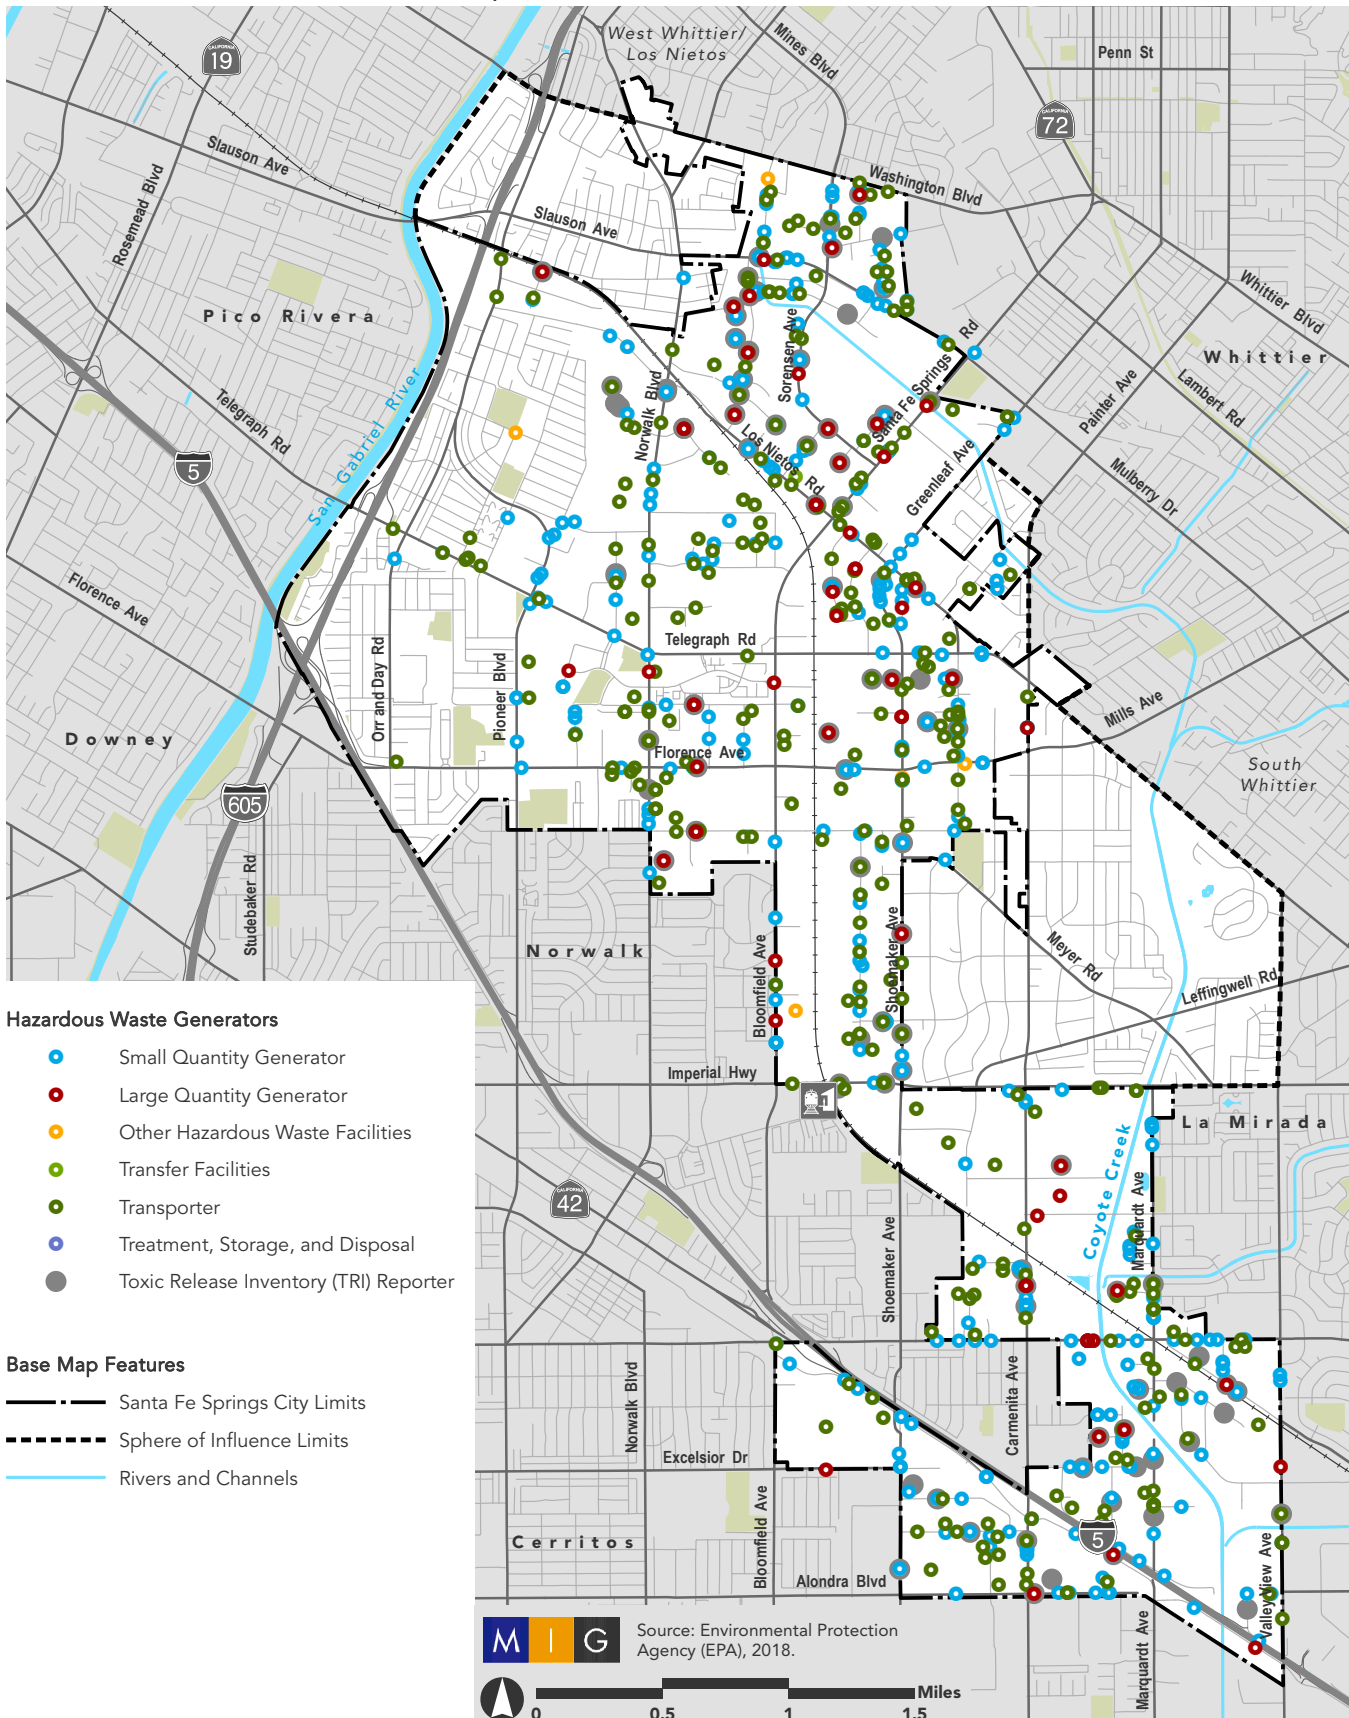 West Whittier/
Los Nietos
Mines Blvd
Penn St
CALIFORNIA
19
CALIFORNIA
72
Slauson Ave
Rosemead Blvd
Washington Blvd
Slauson Ave
Whittier Blvd
Pico Rivera
Sorensen Ave
Santa Fe Springs Rd
Whittier
Painter Ave
Lambert Rd
Telegraph Rd
San Gabriel River
Norwalk Blvd
Los Nietos Rd
5
Greenleaf Ave
Mulberry Dr
Florence Ave
Telegraph Rd
Orr and Day Rd
Pioneer Blvd
Mills Ave
Downey
Florence Ave
South
Whittier
605
Studebaker Rd
Norwalk
Bloomfield Ave
Shoemaker Ave
Meyer Rd
Leffingwell Rd
Imperial Hwy
La Mirada
Coyote Creek
Marquardt Ave
CALIFORNIA
42
Shoemaker Ave
Norwalk Blvd
Carmenita Ave
Excelsior Dr
Bloomfield Ave
Cerritos
5
Alondra Blvd
Valley View Ave
Marquardt Ave
Hazardous Waste Generators
Small Quantity Generator
Large Quantity Generator
Other Hazardous Waste Facilities
Transfer Facilities
Transporter
Treatment, Storage, and Disposal
Toxic Release Inventory (TRI) Reporter
Base Map Features
Santa Fe Springs City Limits
Sphere of Influence Limits
Rivers and Channels
M I G
Source: Environmental Protection
Agency (EPA), 2018.
Miles
0 0.5 1 1.5